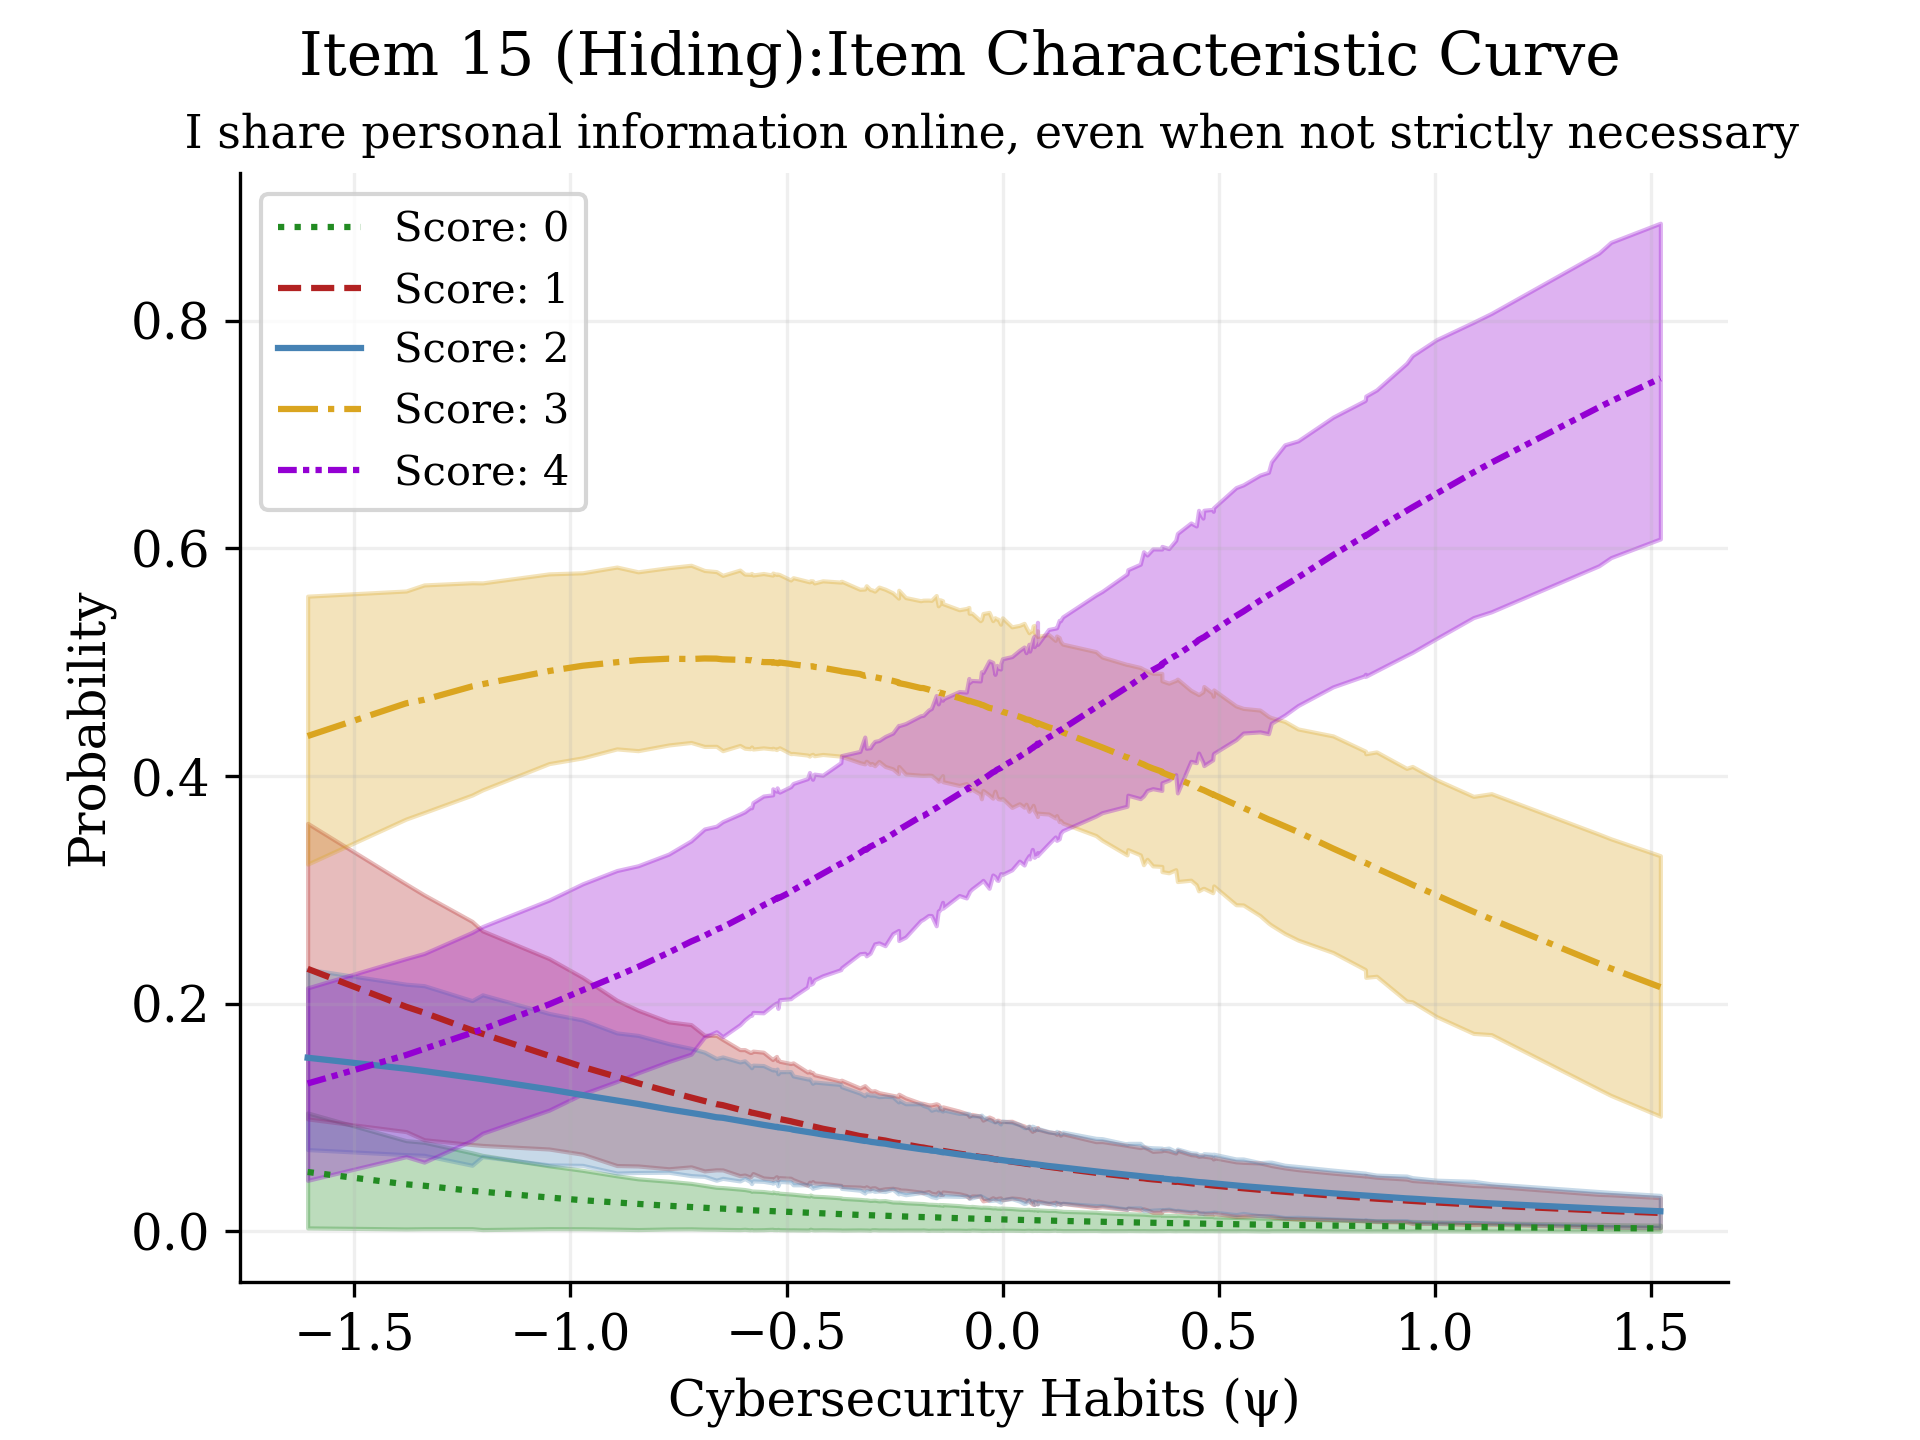 Item 15 (Hiding):Item Characteristic Curve
I share personal information online, even when not strictly necessary
Score: 0
Score: 1
Score: 2
Score: 3
Score: 4
Probability
0.8
0.6
0.4
0.2
0.0
−1.5 −1.0 −0.5 0.0 0.5 1.0 1.5
Cybersecurity Habits (ψ)